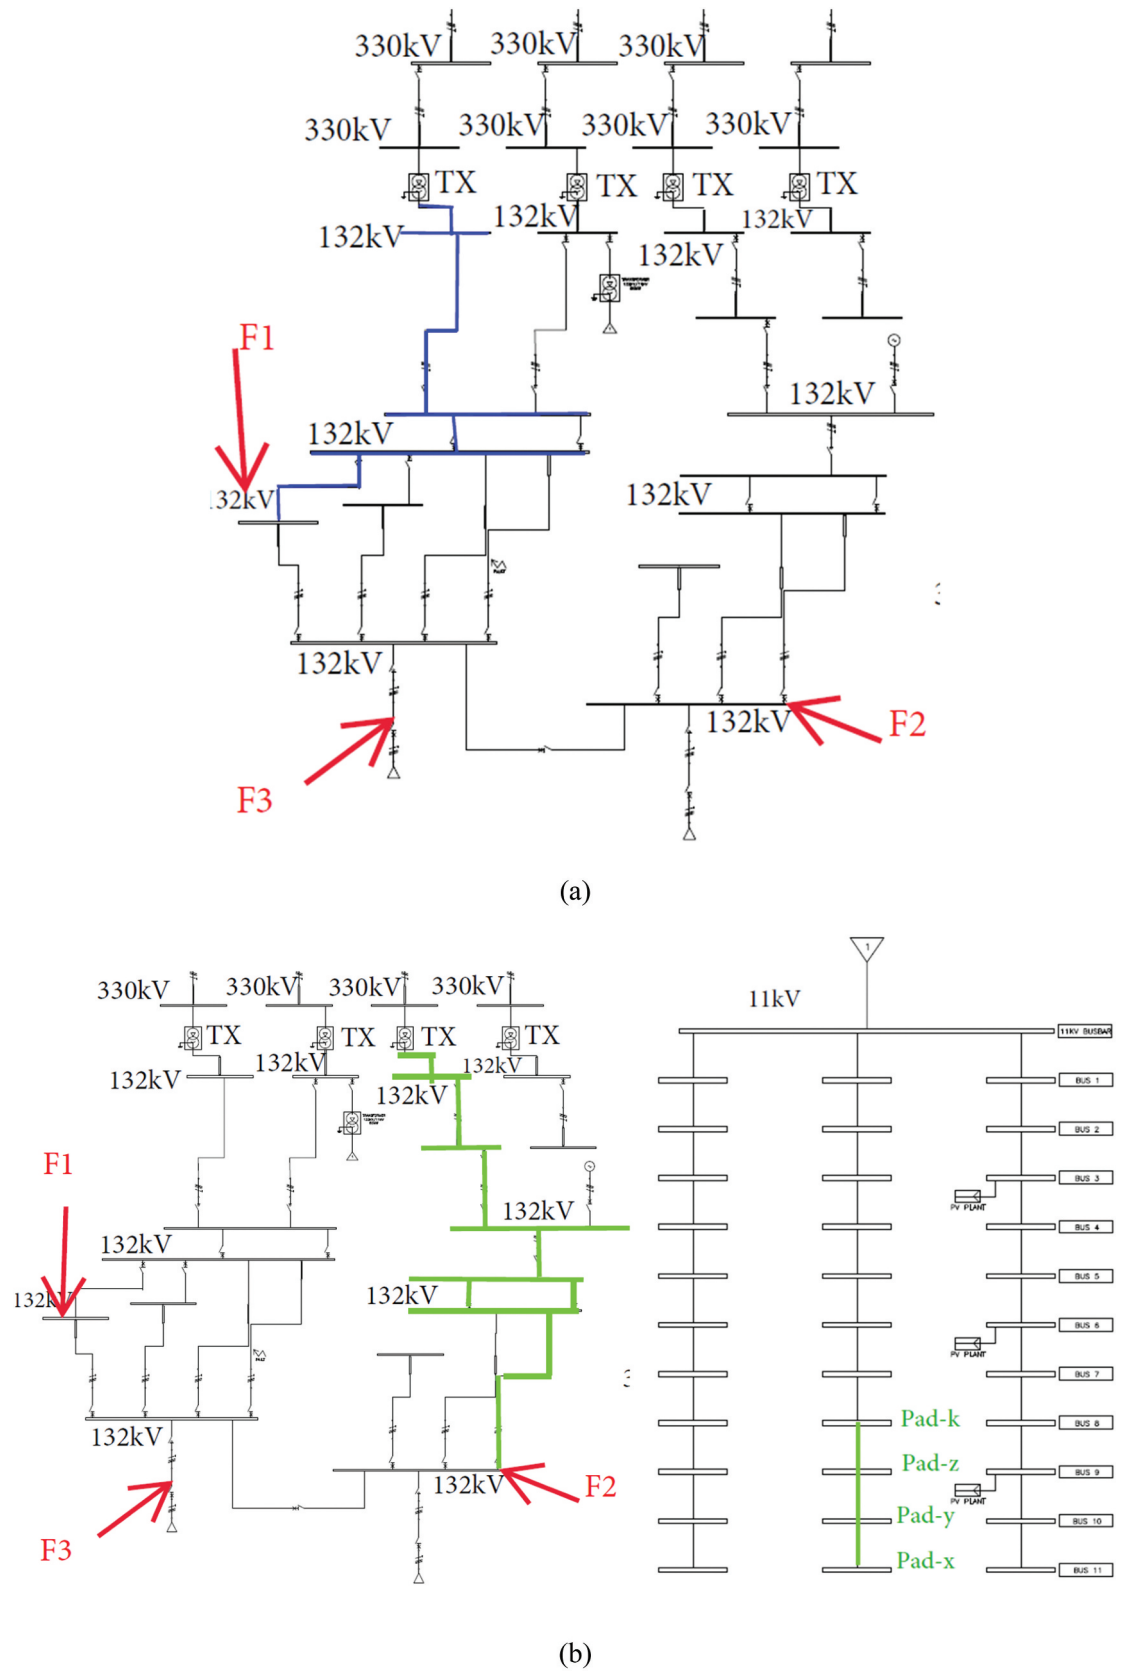 330kV 330kV 330kV
330kV 330kV 330kV 330kV
TX TX TX TX
132kV 132kV 132kV 132kV
F1
132kV
132kV
132kV
132kV
132kV
132kV F2
F3
(a)
330kV 330kV 330kV 330kV
TX TX TX TX
132kV 132kV 132kV 132kV
F1
132kV
132kV
132kV
132kV
132kV
132kV F2
F3
1
11kV
11KV BUSBAR
BUS 1
BUS 2
BUS 3
PV PLANT
BUS 4
BUS 5
BUS 6
PV PLANT
BUS 7
Pad-k BUS 8
Pad-z BUS 9
PV PLANT
Pad-y BUS 10
Pad-x BUS 11
(b)